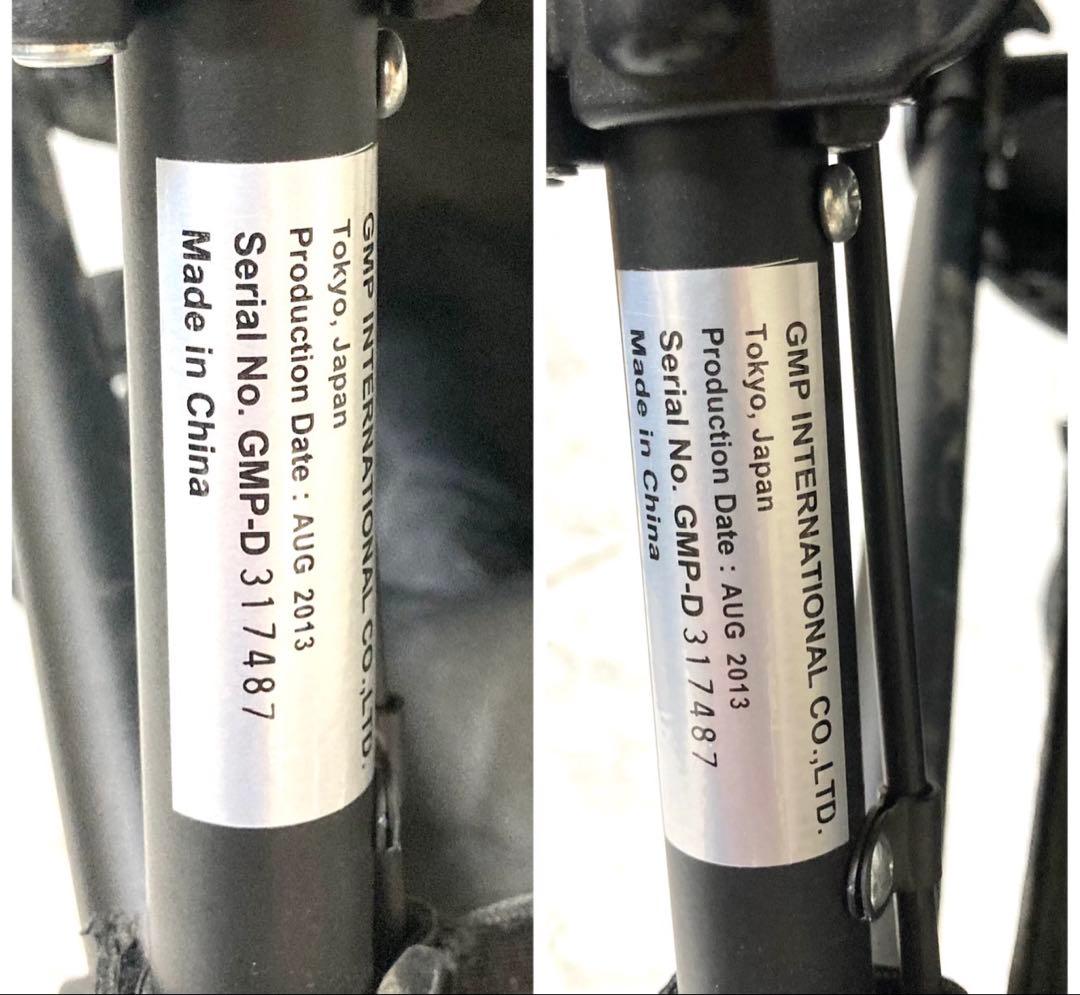 GMP INTERNATIONAL CO.,LTD.
Tokyo, Japan
Production Date : AUG 2013
Serial No. GMP-D 317487
Made in China
GMP INTERNATIONAL CO.,LTD.
Tokyo, Japan
Production Date : AUG 2013
Serial No. GMP-D 317487
Made in China